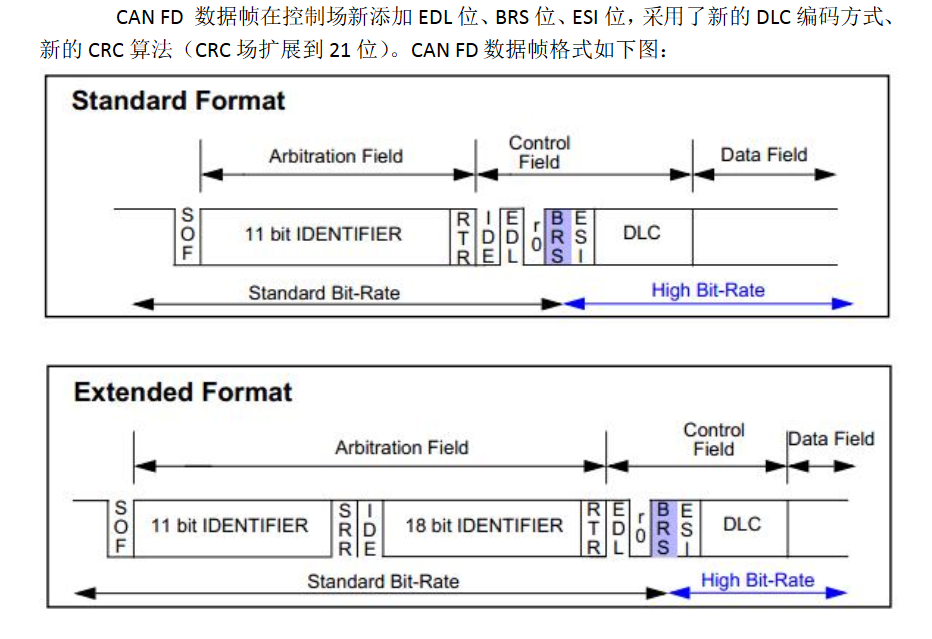 CAN FD 数据帧在控制场新添加 EDL 位、BRS 位、ESI 位，采用了新的 DLC 编码方式、
新的 CRC 算法（CRC 场扩展到 21 位）。CAN FD 数据帧格式如下图：
Standard Format
Arbitration Field
Control Field
Data Field
SOF
11 bit IDENTIFIER
RTR
IDE
EDL
r0
BRS
ESI
DLC
Standard Bit-Rate
High Bit-Rate
Extended Format
Arbitration Field
Control Field
Data Field
SOF
11 bit IDENTIFIER
SRR
IDE
18 bit IDENTIFIER
RTR
EDL
r0
BRS
ESI
DLC
Standard Bit-Rate
High Bit-Rate